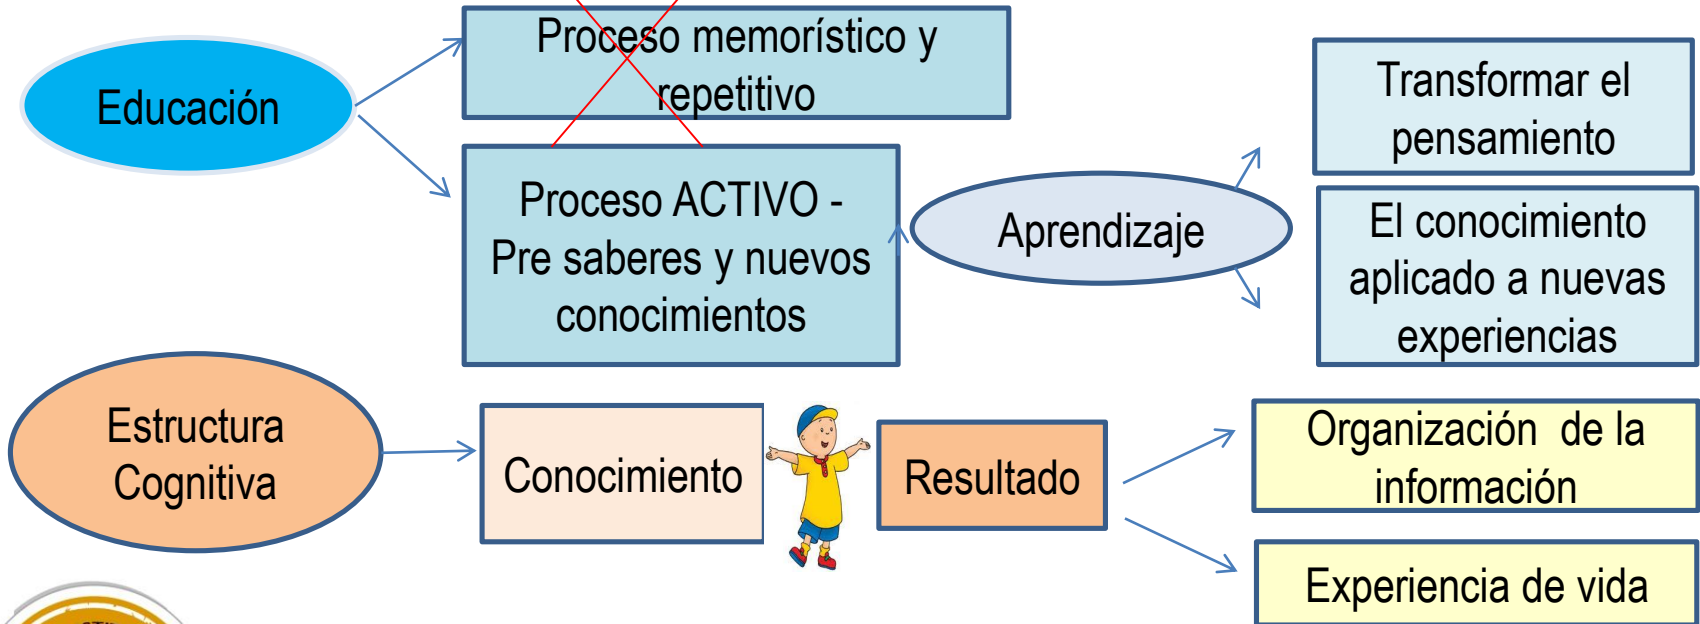 Proceso memorístico y
repetitivo
Educación
Transformar el
pensamiento
Proceso ACTIVO -
Pre saberes y nuevos
conocimientos
Aprendizaje
El conocimiento
aplicado a nuevas
experiencias
Estructura
Cognitiva
Conocimiento
Resultado
Organización de la
información
Experiencia de vida